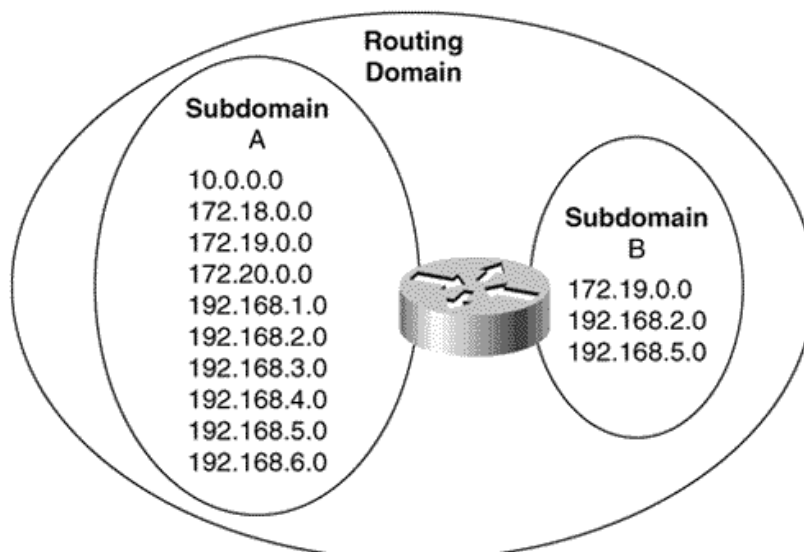 Routing
Domain
Subdomain
A
10.0.0.0
172.18.0.0
172.19.0.0
172.20.0.0
192.168.1.0
192.168.2.0
192.168.3.0
192.168.4.0
192.168.5.0
192.168.6.0
Subdomain
B
172.19.0.0
192.168.2.0
192.168.5.0